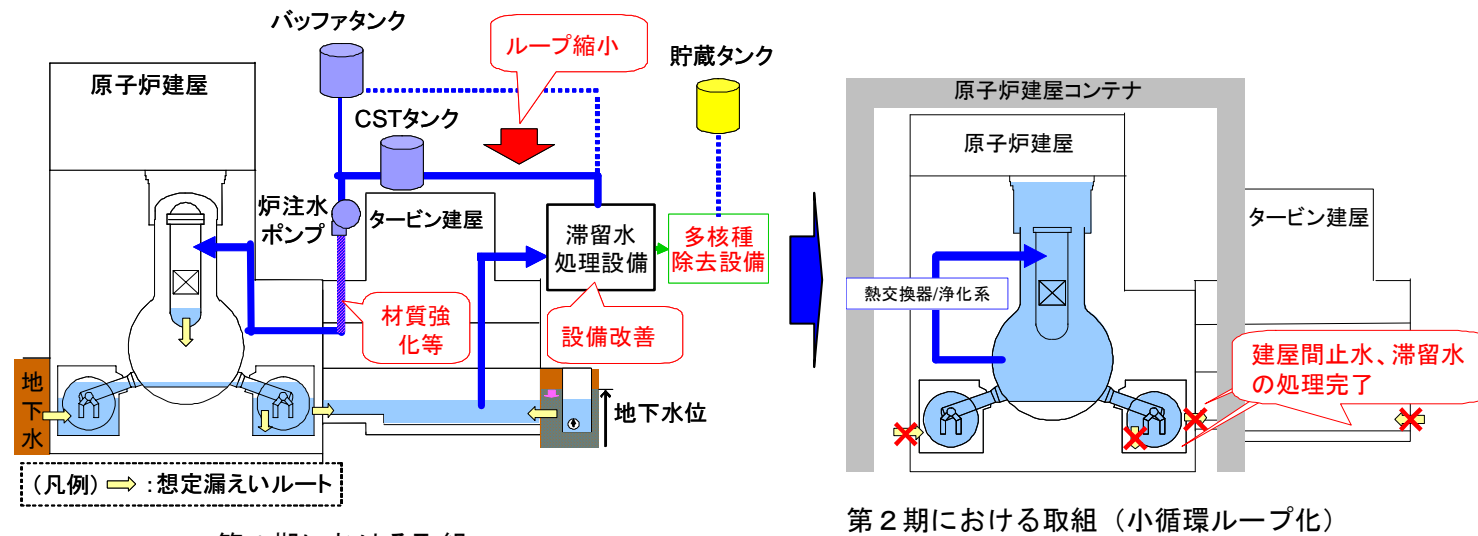 バッファタンク
ループ縮小
貯蔵タンク
原子炉建屋
CSTタンク
炉注水
ポンプ
タービン建屋
滞留水
処理設備
多核種
除去設備
材質強
化等
設備改善
地下水
地下水位
(凡例) : 想定漏えいルート
原子炉建屋コンテナ
原子炉建屋
タービン建屋
熱交換器/浄化系
建屋間止水、滞留水
の処理完了
第2期における取組(小循環ループ化)